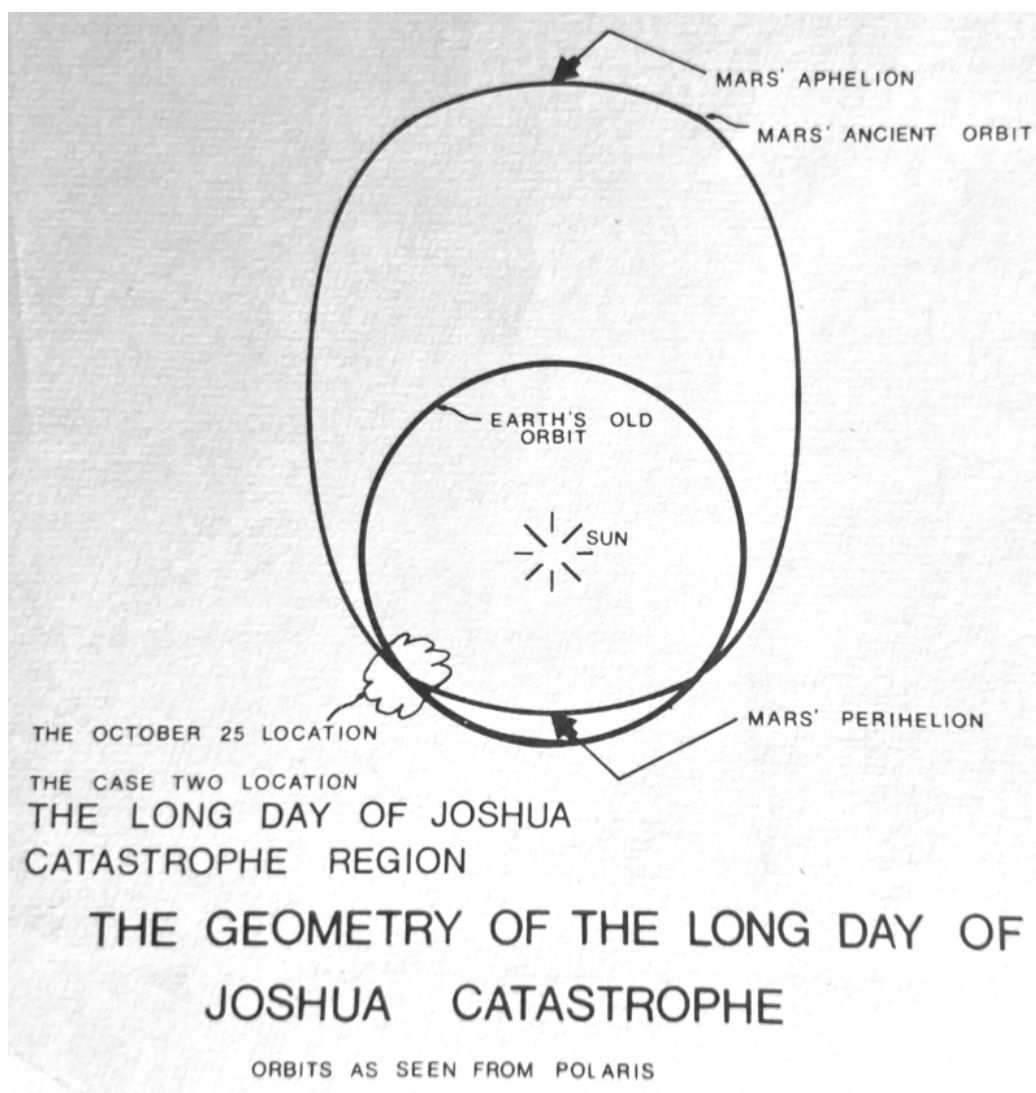 MARS' APHELION
MARS' ANCIENT ORBIT
EARTH'S OLD
ORBIT
SUN
MARS' PERIHELION
THE OCTOBER 25 LOCATION
THE CASE TWO LOCATION
THE LONG DAY OF JOSHUA
CATASTROPHE REGION
THE GEOMETRY OF THE LONG DAY OF
JOSHUA CATASTROPHE
ORBITS AS SEEN FROM POLARIS